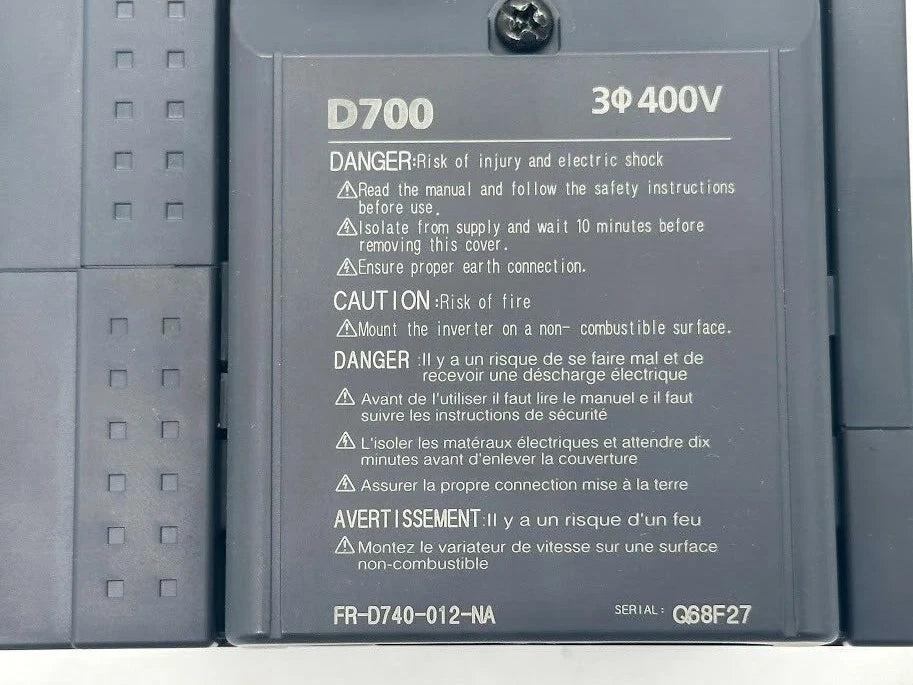 D700 3Φ400V
DANGER:Risk of injury and electric shock
Read the manual and follow the safety instructions
before use.
Isolate from supply and wait 10 minutes before
removing this cover.
Ensure proper earth connection.
CAUTION:Risk of fire
Mount the inverter on a non- combustible surface.
DANGER :Il y a un risque de se faire mal et de
recevoir une déscharge électrique
Avant de l'utiliser il faut lire le manuel e il faut
suivre les instructions de sécurité
L'isoler les matéraux électriques et attendre dix
minutes avant d'enlever la couverture
Assurer la propre connection mise à la terre
AVERTISSEMENT:Il y a un risque d'un feu
Montez le variateur de vitesse sur une surface
non-combustible
FR-D740-012-NA SERIAL: Q68F27